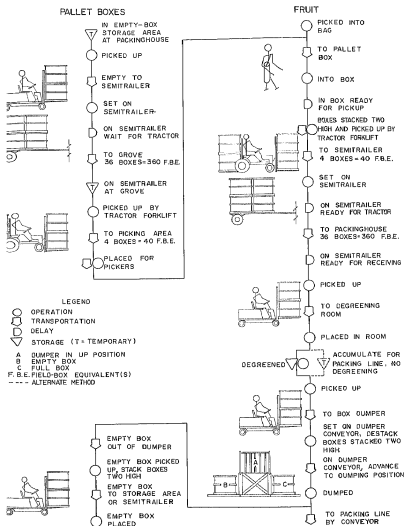 PALLET BOXES
IN EMPTY-BOX
STORAGE AREA
AT PACKINGHOUSE
T
PICKED UP
EMPTY TO
SEMITRAILER
SET ON
SEMITRAILER
ON SEMITRAILER
WAIT FOR TRACTOR
TO GROVE
36 BOXES=360 F.B.E.
ON SEMITRAILER
AT GROVE
T
PICKED UP BY
TRACTOR FORKLIFT
TO PICKING AREA
4 BOXES=40 F.B.E.
PLACED FOR
PICKERS
LEGEND
OPERATION
TRANSPORTATION
DELAY
STORAGE (T=TEMPORARY)
A DUMPER IN UP POSITION
B EMPTY BOX
C FULL BOX
F.B.E. FIELD-BOX EQUIVALENT(S)
---- ALTERNATE METHOD
EMPTY BOX
OUT OF DUMPER
EMPTY BOX PICKED
UP, STACK BOXES
TWO HIGH
EMPTY BOX
TO STORAGE AREA
OR SEMITRAILER
EMPTY BOX
PLACED
FRUIT
PICKED INTO
BAG
TO PALLET
BOX
INTO BOX
IN BOX READY
FOR PICKUP
BOXES STACKED TWO
HIGH AND PICKED UP BY
TRACTOR FORKLIFT
TO SEMITRAILER
4 BOXES=40 F.B.E.
SET ON
SEMITRAILER
ON SEMITRAILER
READY FOR TRACTOR
TO PACKINGHOUSE
36 BOXES=360 F.B.E.
ON SEMITRAILER
READY FOR RECEIVING
PICKED UP
TO DEGREENING
ROOM
PLACED IN ROOM
DEGREENED
T
ACCUMULATE FOR
PACKING LINE, NO
DEGREENING
PICKED UP
TO BOX DUMPER
SET ON DUMPER
CONVEYOR, DESTACK
BOXES STACKED TWO
HIGH
ON DUMPER
CONVEYOR, ADVANCE
TO DUMPING POSITION
A
B
C
DUMPED
TO PACKING LINE
BY CONVEYOR